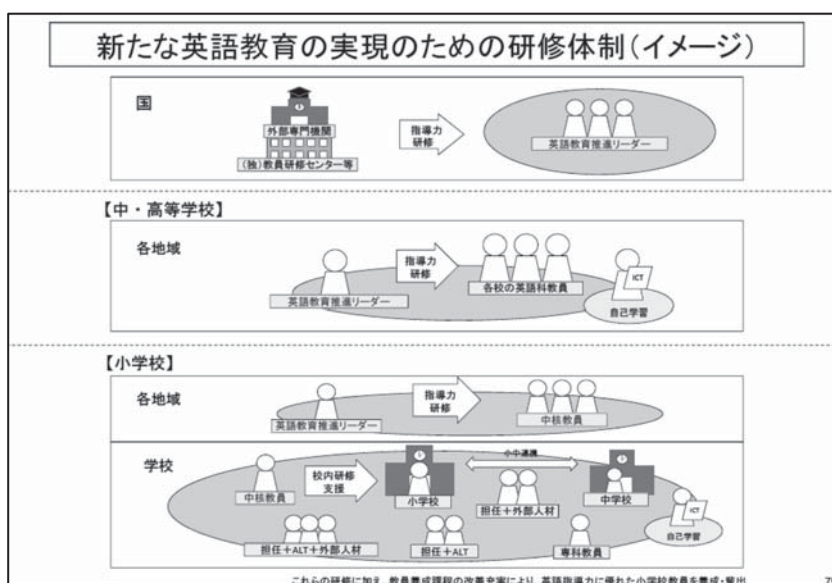 新たな英語教育の実現のための研修体制(イメージ)
国
外部専門機関
(独)教員研修センター等
指導力
研修
英語教育推進リーダー
【中・高等学校】
各地域
英語教育推進リーダー
指導力
研修
各校の英語科教員
ICT
自己学習
【小学校】
各地域
英語教育推進リーダー
指導力
研修
中核教員
学校
中核教員
校内研修
支援
小学校
小中連携
担任+外部人材
中学校
ICT
自己学習
担任+ALT+外部人材
担任+ALT
専科教員
これらの研修に加え、教員養成課程の改善充実により、英語指導力に優れた小学校教員を養成・輩出